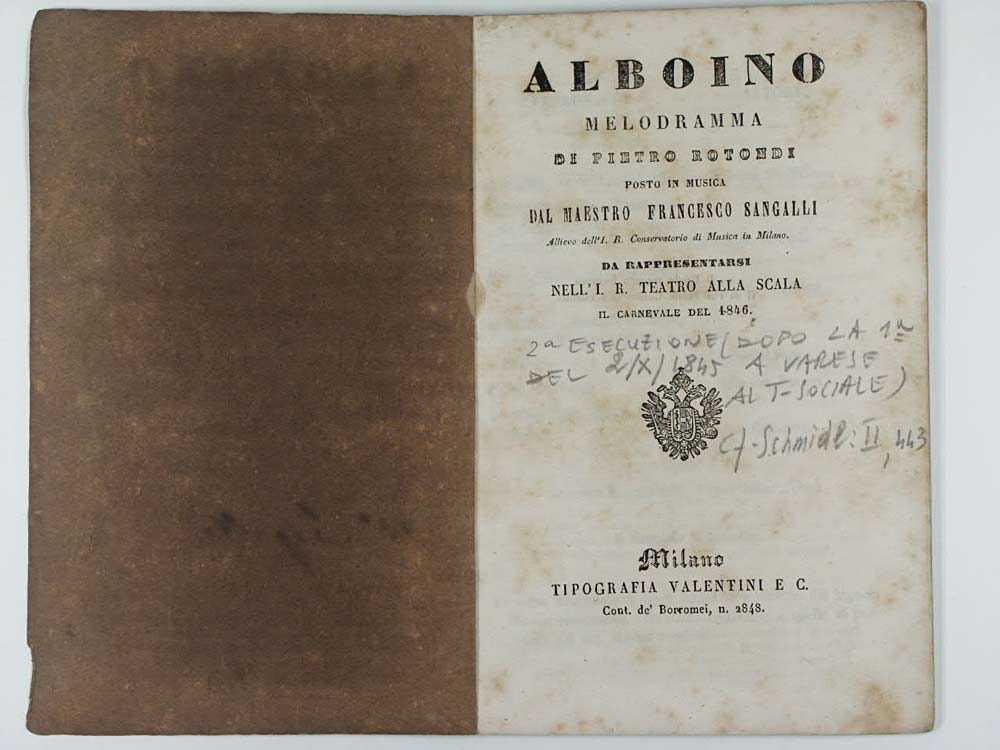 ALBOINO
MELODRAMMA
DI PIETRO ROTONDI
POSTO IN MUSICA
DAL MAESTRO FRANCESCO SANGALLI
Allievo dell'I. R. Conservatorio di Musica in Milano.
DA RAPPRESENTARSI
NELL' I. R. TEATRO ALLA SCALA
IL CARNEVALE DEL 1846.
2ª ESECUZIONE (DOPO LA 1ª
DEL 2/X/1845 A VARESE
AL T-SOCIALE)
Cf-Schmidl: II, 443
Milano
TIPOGRAFIA VALENTINI E C.
Cont. de' Borromei, n. 2848.